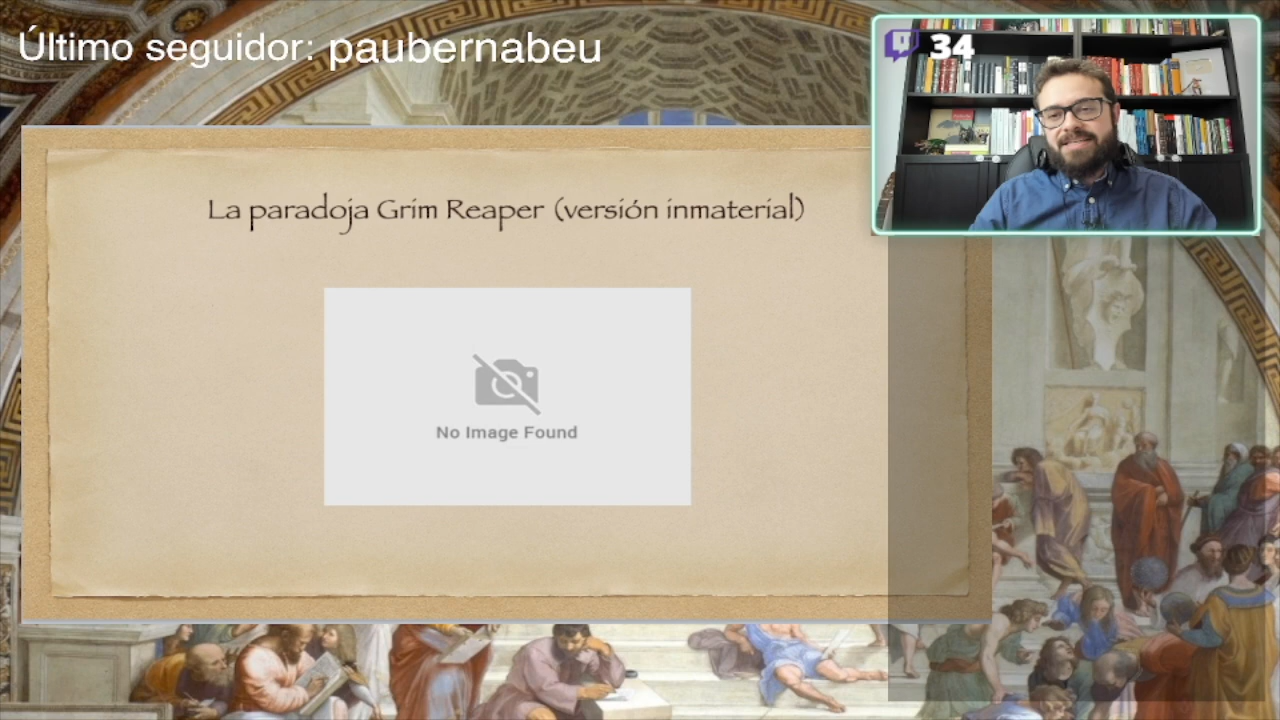 Último seguidor: paubernabeu
34
La paradoja Grim Reaper (versión inmaterial)
No Image Found